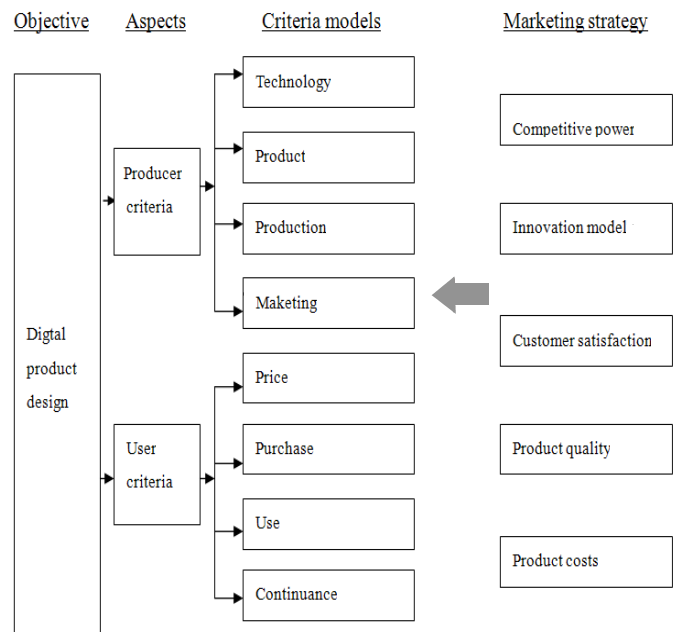 Objective
Aspects
Criteria models
Marketing strategy
Digtal
product
design
Producer
criteria
User
criteria
Technology
Product
Production
Maketing
Price
Purchase
Use
Continuance
Competitive power
Innovation model
Customer satisfaction
Product quality
Product costs